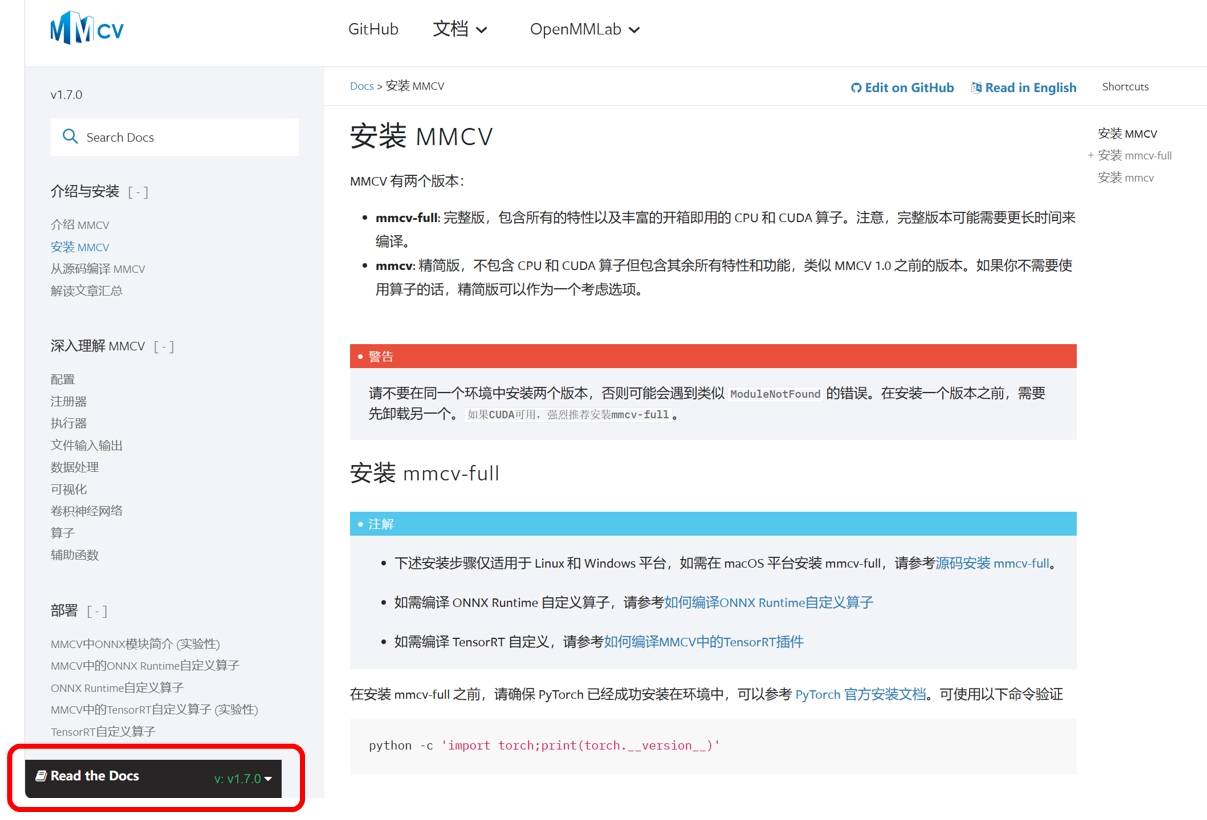 MMCV
GitHub
文档
OpenMMLab
v1.7.0
Search Docs
介绍与安装 [ - ]
介绍 MMCV
安装 MMCV
从源码编译 MMCV
解读文章汇总
深入理解 MMCV [ - ]
配置
注册器
执行器
文件输入输出
数据处理
可视化
卷积神经网络
算子
辅助函数
部署 [ - ]
MMCV中ONNX模块简介 (实验性)
MMCV中的ONNX Runtime自定义算子
ONNX Runtime自定义算子
MMCV中的TensorRT自定义算子 (实验性)
TensorRT自定义算子
Read the Docs
v: v1.7.0
Docs > 安装 MMCV
Edit on GitHub
Read in English
Shortcuts
安装 MMCV
MMCV 有两个版本：
• mmcv-full: 完整版，包含所有的特性以及丰富的开箱即用的 CPU 和 CUDA 算子。注意，完整版本可能需要更长时间来
编译。
• mmcv: 精简版，不包含 CPU 和 CUDA 算子但包含其余所有特性和功能，类似 MMCV 1.0 之前的版本。如果你不需要使
用算子的话，精简版可以作为一个考虑选项。
• 警告
请不要在同一个环境中安装两个版本，否则可能会遇到类似 ModuleNotFound 的错误。在安装一个版本之前，需要
先卸载另一个。如果CUDA可用，强烈推荐安装mmcv-full。
安装 mmcv-full
• 注解
• 下述安装步骤仅适用于 Linux 和 Windows 平台，如需在 macOS 平台安装 mmcv-full，请参考源码安装 mmcv-full。
• 如需编译 ONNX Runtime 自定义算子，请参考如何编译ONNX Runtime自定义算子
• 如需编译 TensorRT 自定义，请参考如何编译MMCV中的TensorRT插件
在安装 mmcv-full 之前，请确保 PyTorch 已经成功安装在环境中，可以参考 PyTorch 官方安装文档。可使用以下命令验证
python -c 'import torch;print(torch.__version__)'
安装 MMCV
+ 安装 mmcv-full
安装 mmcv